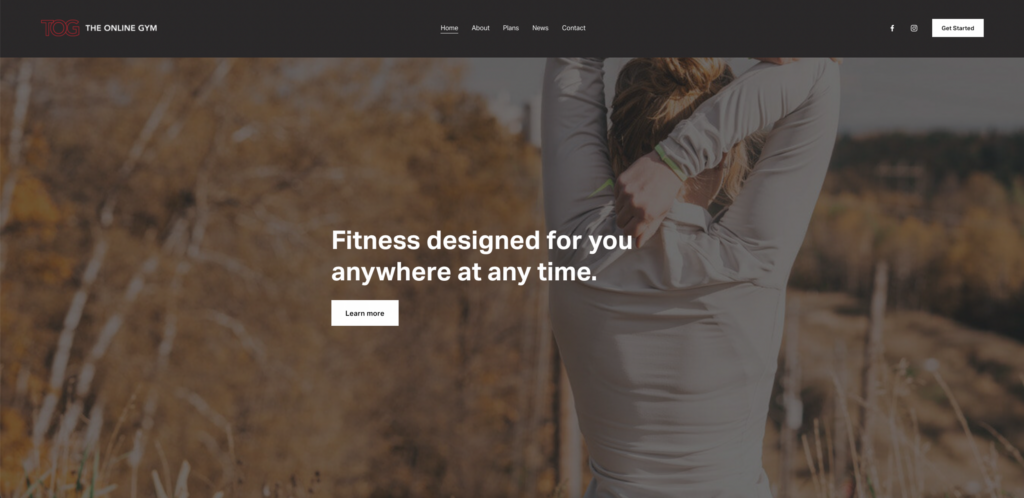 TOG THE ONLINE GYM
Home About Plans News Contact
Get Started
Fitness designed for you
anywhere at any time.
Learn more